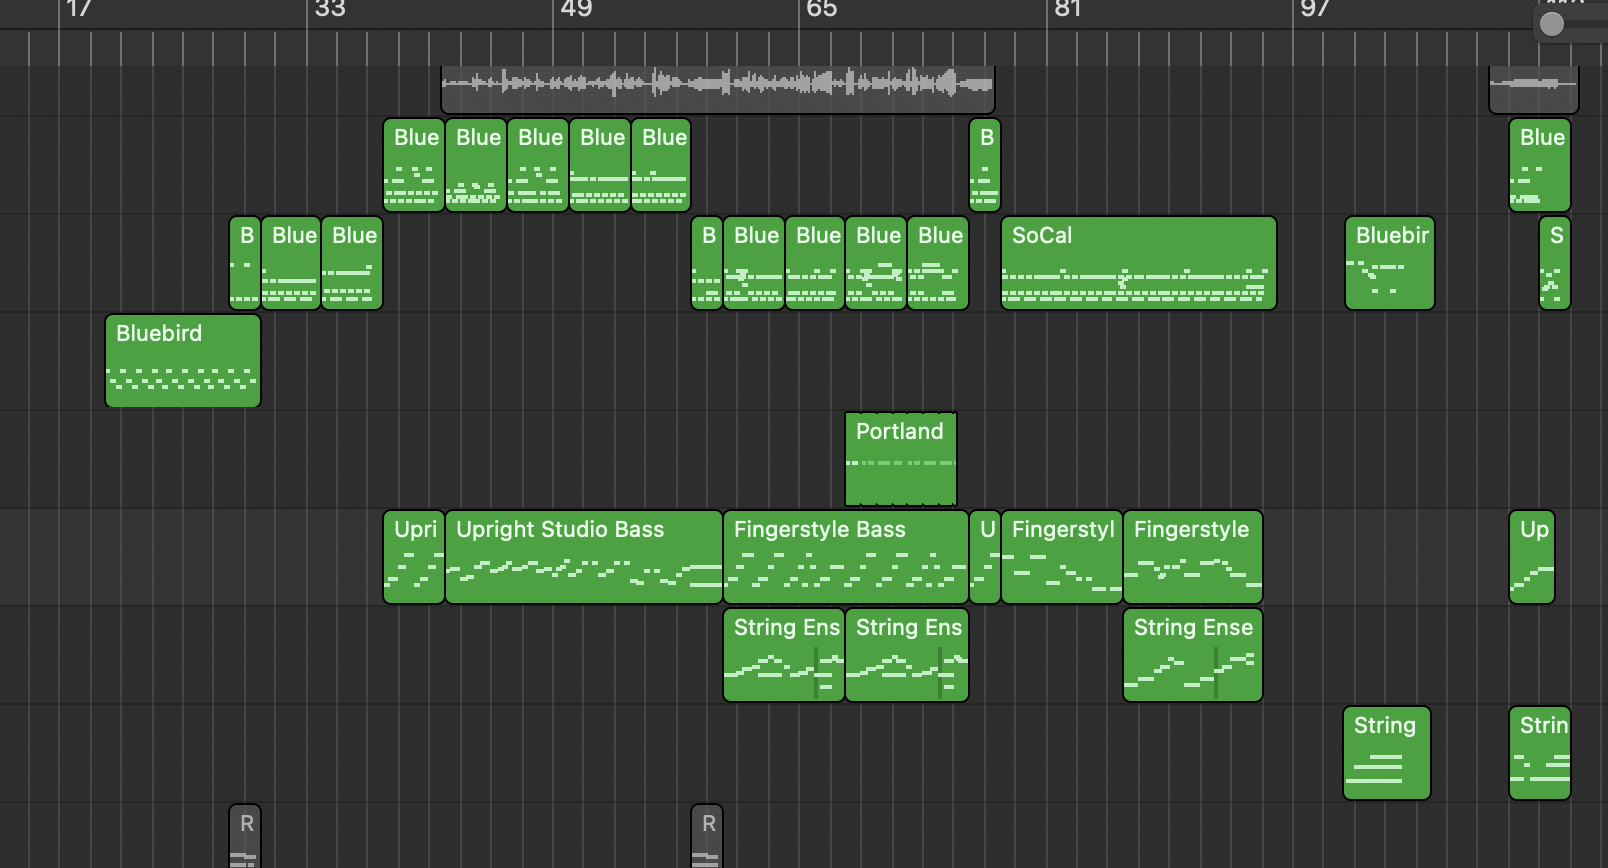 17 33 49 65 81 97
Blue Blue Blue Blue Blue B Blue
B Blue Blue B Blue Blue Blue Blue SoCal Bluebir S
Bluebird
Portland
Upri Upright Studio Bass Fingerstyle Bass U Fingerstyl Fingerstyle Up
String Ens String Ens String Ense
String Strin
R R